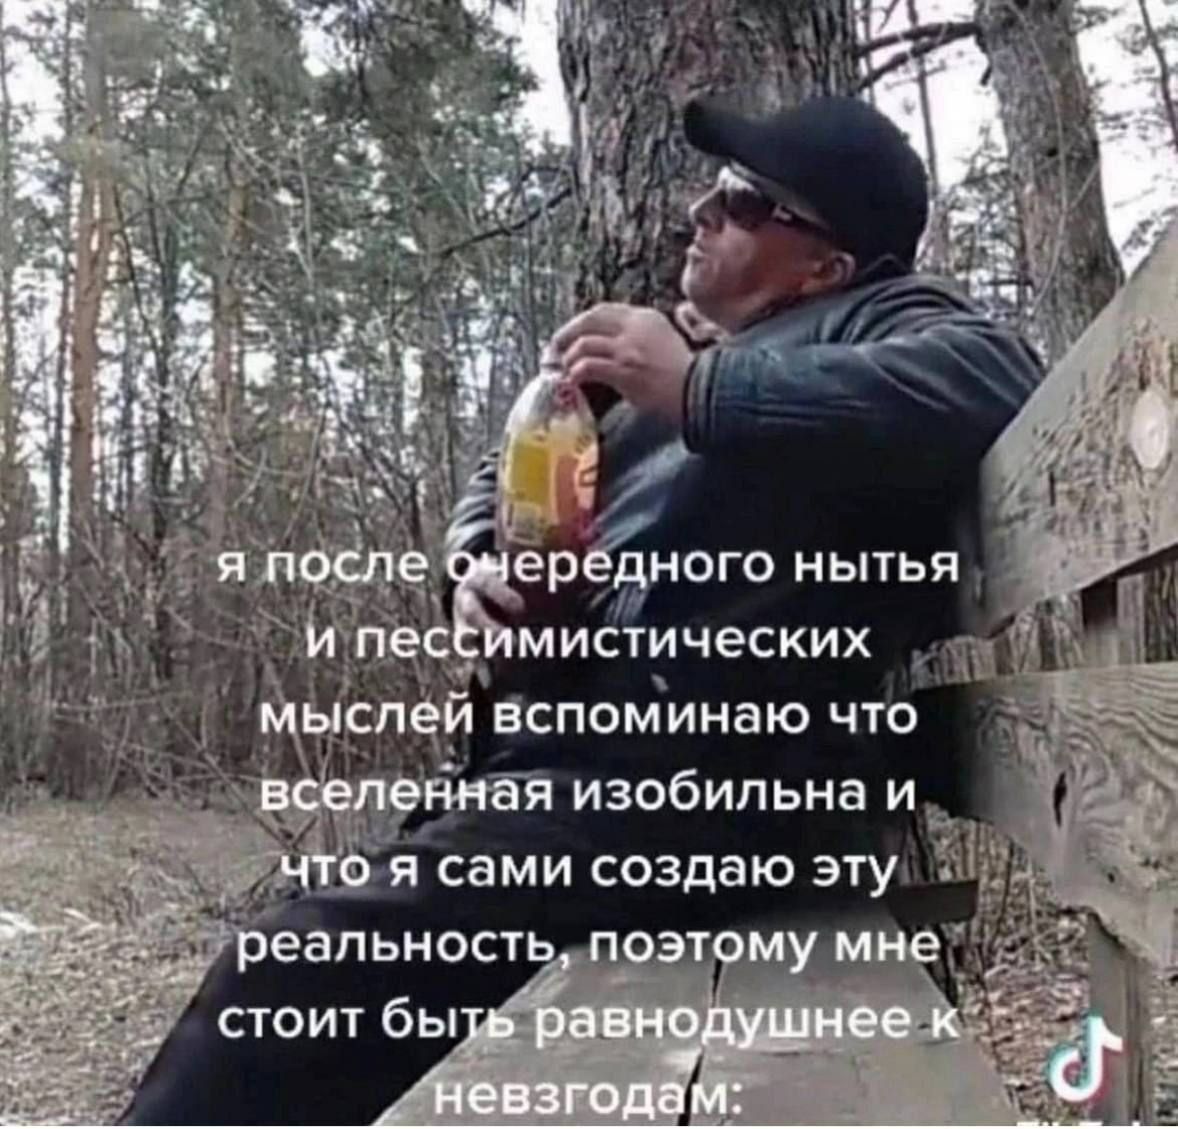 я после очередного нытья
и пессимистических
мыслей вспоминаю что
вселенная изобильна и
что я сами создаю эту
реальность, поэтому мне
стоит быть равнодушнее к
невзгодам: